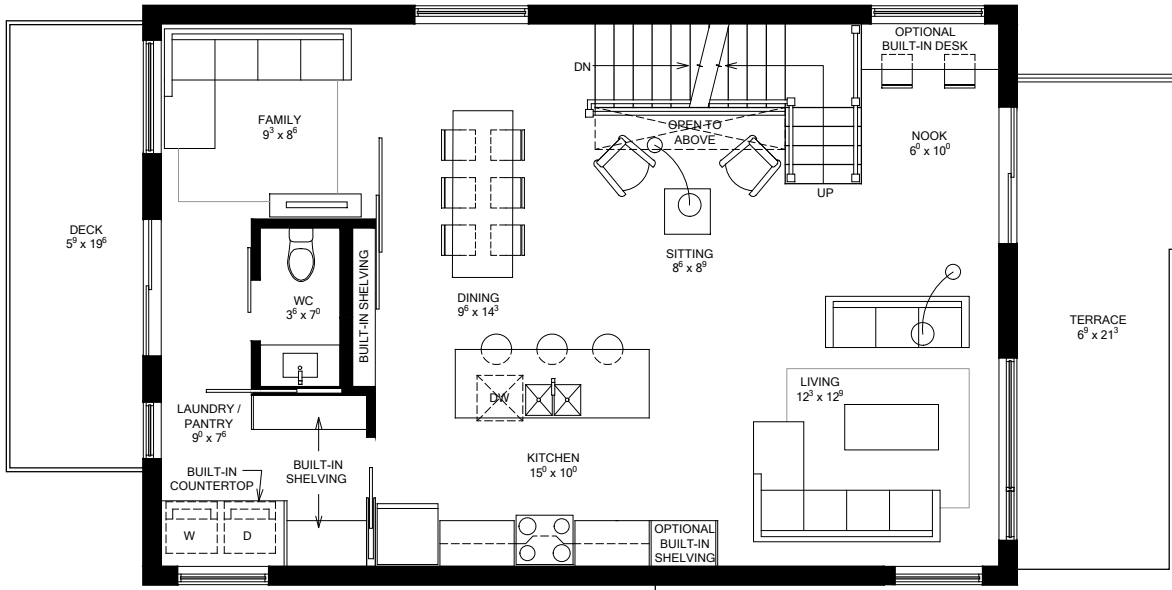 OPTIONAL
BUILT-IN DESK
DN
FAMILY
9³ x 8⁶
OPEN TO
ABOVE
NOOK
6⁰ x 10⁰
UP
DECK
5⁹ x 19⁶
SITTING
8⁶ x 8⁹
WC
3⁶ x 7⁰
BUILT-IN SHELVING
DINING
9⁶ x 14³
TERRACE
6⁹ x 21³
LIVING
12³ x 12⁹
DW
LAUNDRY /
PANTRY
9⁰ x 7⁶
KITCHEN
15⁰ x 10⁰
BUILT-IN
COUNTERTOP
BUILT-IN
SHELVING
W
D
OPTIONAL
BUILT-IN
SHELVING